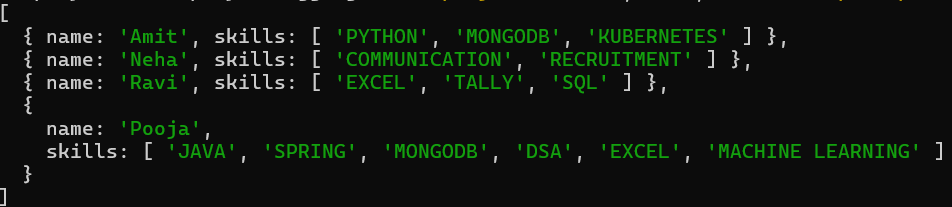 [
  { name: 'Amit', skills: [ 'PYTHON', 'MONGODB', 'KUBERNETES' ] },
  { name: 'Neha', skills: [ 'COMMUNICATION', 'RECRUITMENT' ] },
  { name: 'Ravi', skills: [ 'EXCEL', 'TALLY', 'SQL' ] },
  {
    name: 'Pooja',
    skills: [ 'JAVA', 'SPRING', 'MONGODB', 'DSA', 'EXCEL', 'MACHINE LEARNING' ]
  }
]